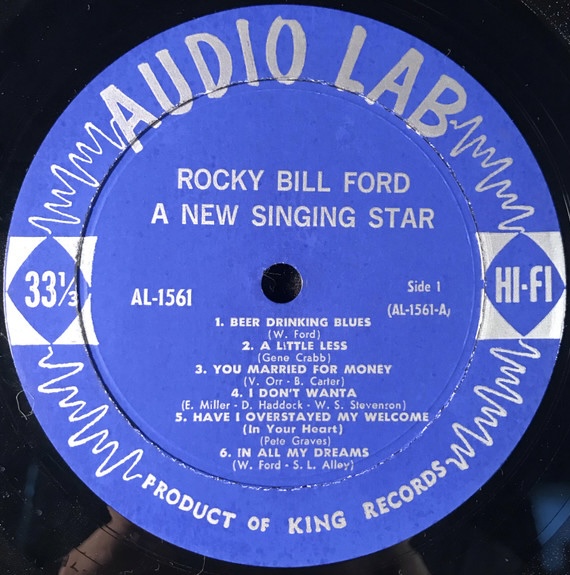 AUDIO LAB
ROCKY BILL FORD
A NEW SINGING STAR
33⅓
HI-FI
AL-1561
Side 1
(AL-1561-A)
1. BEER DRINKING BLUES
(W. Ford)
2. A LITTLE LESS
(Gene Crabb)
3. YOU MARRIED FOR MONEY
(V. Orr - B. Carter)
4. I DON'T WANTA
(E. Miller - D. Haddock - W. S. Stevenson)
5. HAVE I OVERSTAYED MY WELCOME
(In Your Heart)
(Pete Graves)
6. IN ALL MY DREAMS
(W. Ford - S. L. Alley)
PRODUCT OF KING RECORDS